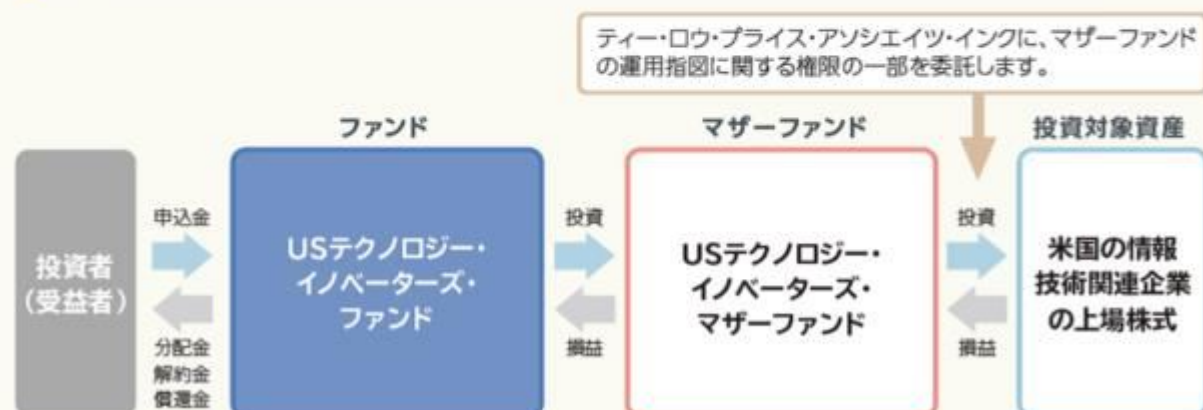 ティー・ロウ・プライス・アソシエイツ・インクに、マザーファンド
の運用指図に関する権限の一部を委託します。
ファンド
マザーファンド
投資対象資産
投資者
(受益者)
申込金
分配金
解約金
償還金
USテクノロジー・
イノベーターズ・
ファンド
投資
損益
USテクノロジー・
イノベーターズ・
マザーファンド
投資
損益
米国の情報
技術関連企業
の上場株式